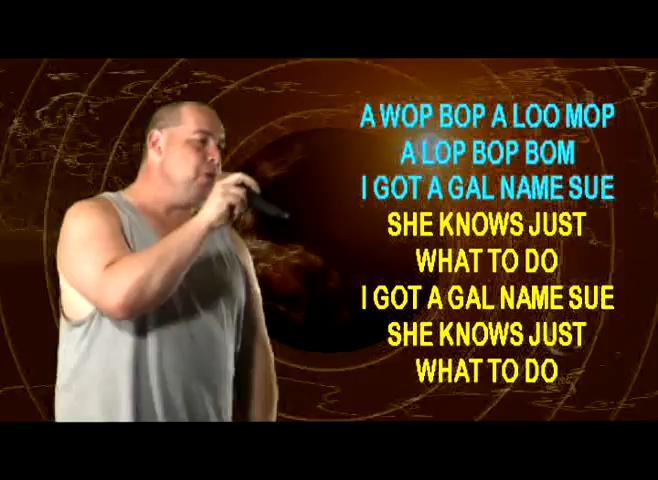 A WOP BOP A LOO MOP
A LOP BOP BOM
I GOT A GAL NAME SUE
SHE KNOWS JUST
WHAT TO DO
I GOT A GAL NAME SUE
SHE KNOWS JUST
WHAT TO DO